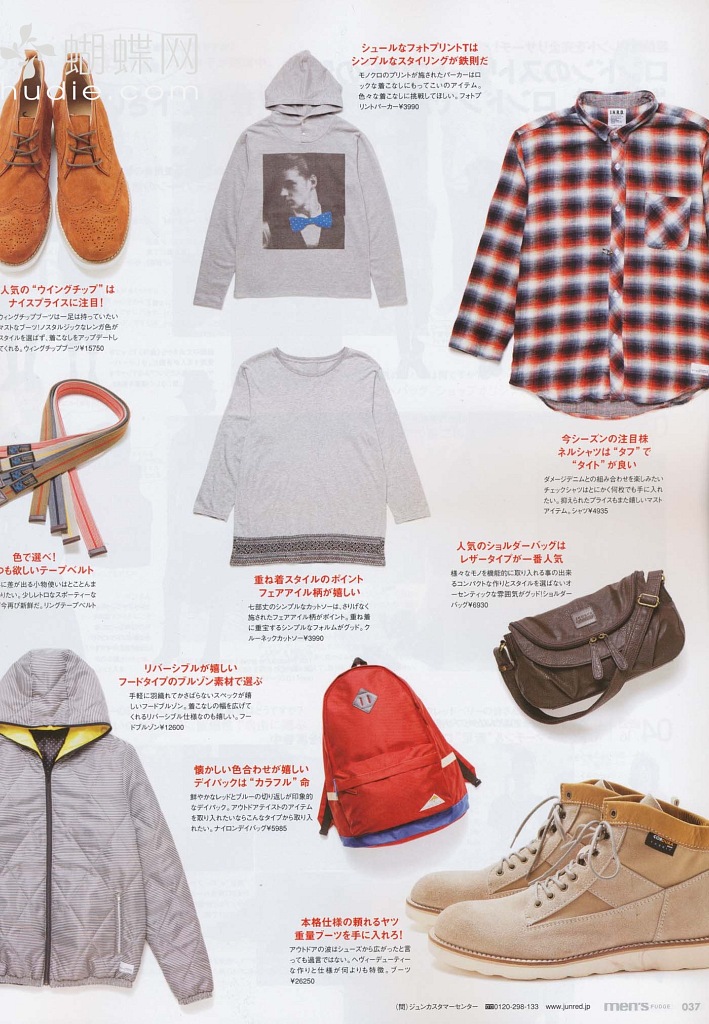 蝴蝶网
hudie.com
シュールなフォトプリントTは
シンプルなスタイリングが鉄則だ
モノクロのプリントが施されたパーカーはロ
ックな着こなしにもってこいのアイテム。
色々な着こなしに挑戦してほしい。フォトプ
リントパーカー¥3990
人気の“ウイングチップ”は
ナイスプライスに注目！
ウィングチップブーツは一足は持っていたい
マストなブーツ！ノスタルジックなレンガ色が
スタイルを選ばず、着こなしをアップデートし
てくれる。ウィングチップブーツ¥15750
J.A.R.D.
今シーズンの注目株
ネルシャツは“タフ”で
“タイト”が良い
ダメージデニムとの組み合わせを楽しみたい
チェックシャツはとにかく何枚でも手に入れ
たい。抑えられたプライスもまた嬉しいマスト
アイテム。シャツ¥4935
色で選べ！
つも欲しいテープベルト
に差が出る小物使いはとことんま
りたい。少しレトロなスポーティーな
今再び新鮮だ。リングテープベルト
重ね着スタイルのポイント
フェアアイル柄が嬉しい
七部丈のシンプルなカットソーは、さりげなく
施されたフェアアイル柄がポイント。重ね着
に重宝するシンプルなフォルムがグッド。ク
ルーネックカットソー¥3990
人気のショルダーバッグは
レザータイプが一番人気
様々なモノを機能的に取り入れる事の出来
るコンパクトな作りとスタイルを選ばないオ
ーセンティックな雰囲気がグッド！ショルダー
バッグ¥6930
リバーシブルが嬉しい
フードタイプのブルゾン素材で選ぶ
手軽に羽織れてかさばらないスペックが嬉
しいフードブルゾン。着こなしの幅を広げて
くれるリバーシブル仕様なのも嬉しい。フー
ドブルゾン¥12600
懐かしい色合わせが嬉しい
デイパックは“カラフル”命
鮮やかなレッドとブルーの切り返しが印象的
なデイパック。アウトドアテイストのアイテム
を取り入れたいならこんなタイプから取り入
れたい。ナイロンデイバッグ¥5985
本格仕様の頼れるヤツ
重量ブーツを手に入れろ！
アウトドアの波はシューズから広がったと言
っても過言ではない。ヘヴィーデューティー
な作りと仕様が何よりも特徴。ブーツ
¥26250
(問)ジュンカスタマーセンター 0120-298-133 www.junred.jp men's FUDGE 037